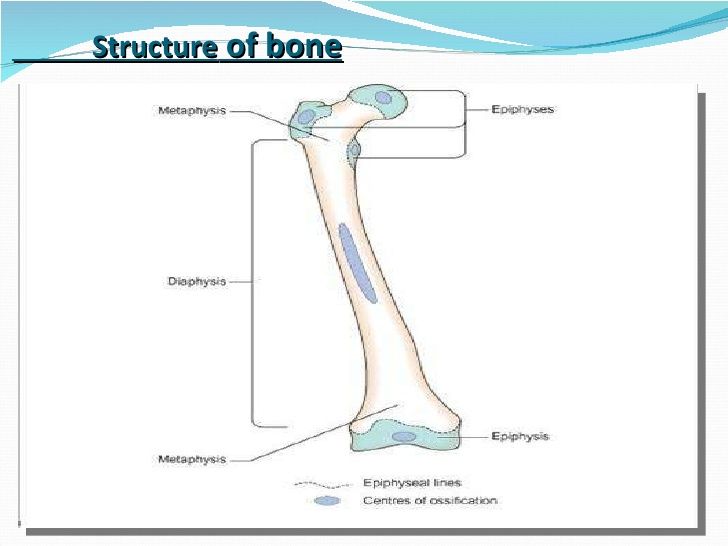 Structure of bone
Metaphysis
Epiphyses
Diaphysis
Epiphysis
Metaphysis
Epiphyseal lines
Centres of ossification